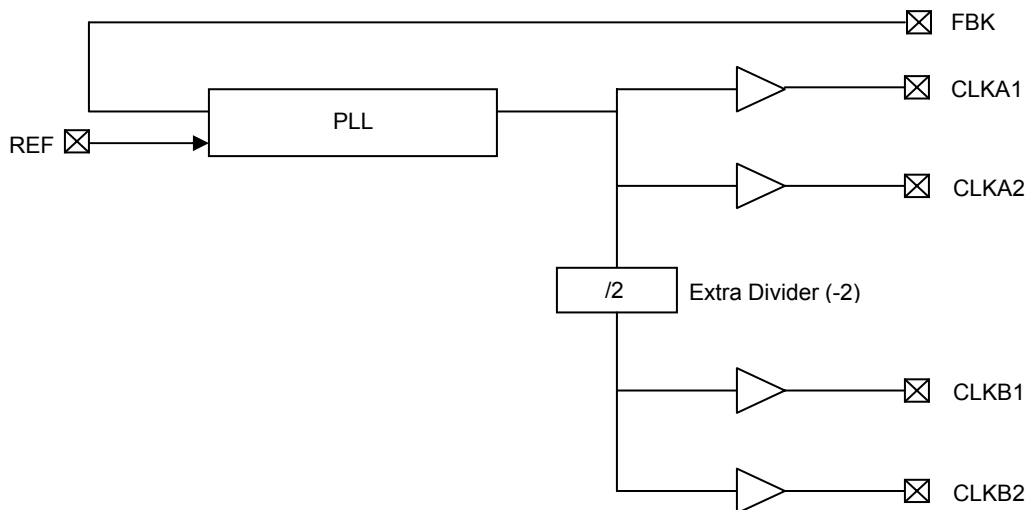 FBK
CLKA1
PLL
REF
CLKA2
/2
Extra Divider (-2)
CLKB1
CLKB2